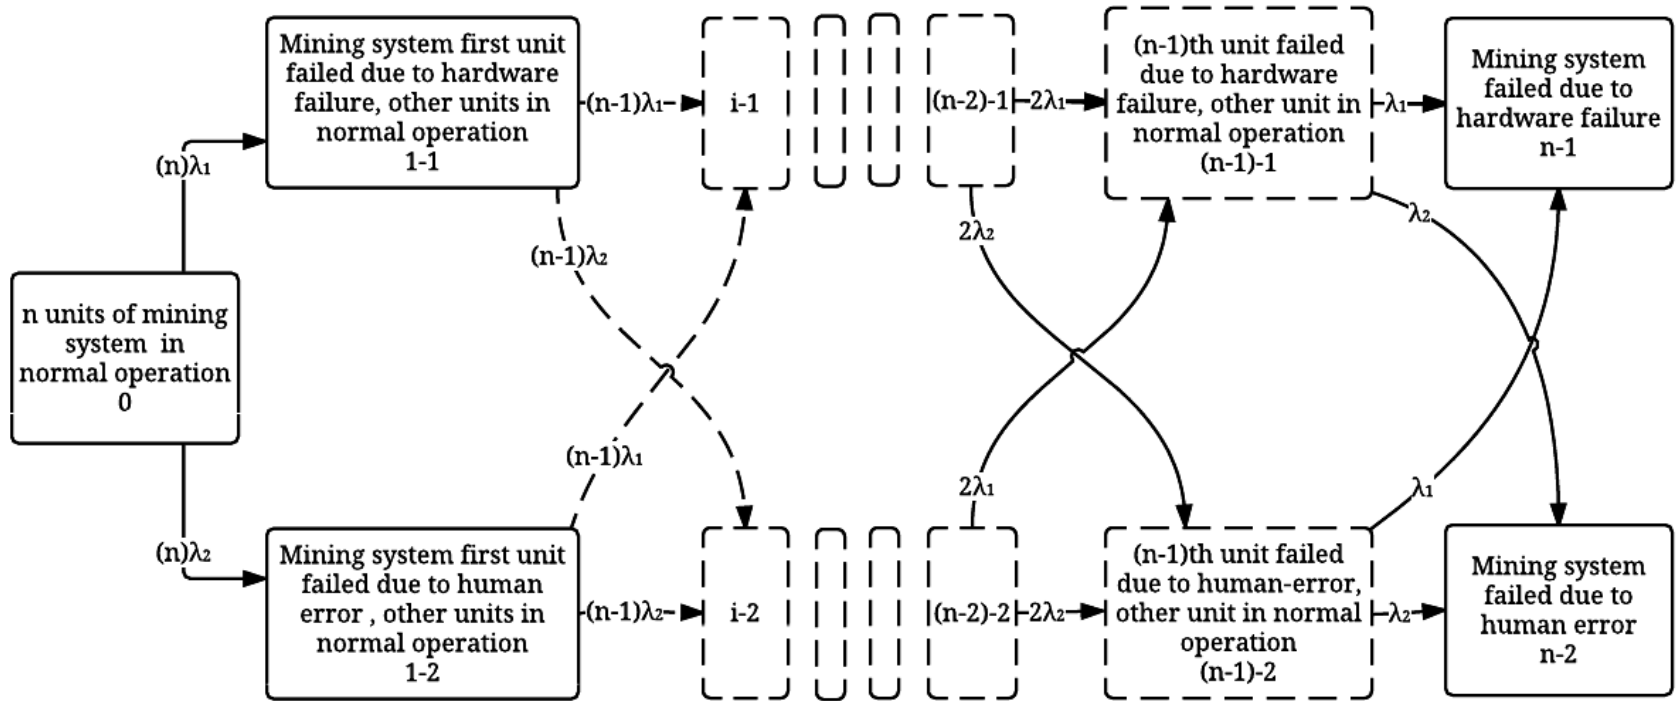 Mining system first unit
failed due to hardware
failure, other units in
normal operation
1-1
(n-1)λ₁
i-1
(n-2)-1
2λ₁
(n-1)th unit failed
due to hardware
failure, other unit in
normal operation
(n-1)-1
λ₁
Mining system
failed due to
hardware failure
n-1
(n)λ₁
(n-1)λ₂
2λ₂
λ₂
n units of mining
system in
normal operation
0
(n-1)λ₁
2λ₁
λ₁
(n)λ₂
Mining system first unit
failed due to human
error , other units in
normal operation
1-2
(n-1)λ₂
i-2
(n-2)-2
2λ₂
(n-1)th unit failed
due to human-error,
other unit in normal
operation
(n-1)-2
λ₂
Mining system
failed due to
human error
n-2